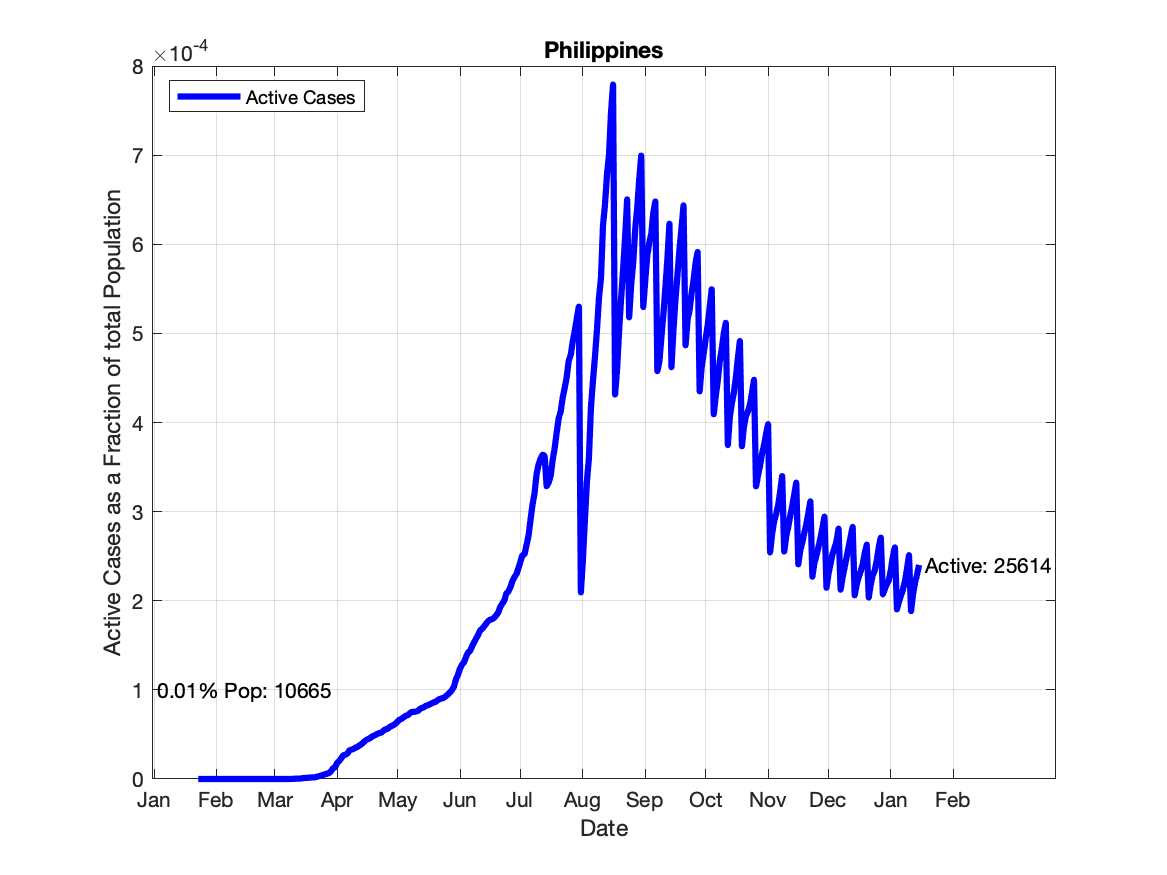 Philippines
×10^-4
Active Cases
8
7
6
5
4
3
2
1
0
Active Cases as a Fraction of total Population
Active: 25614
0.01% Pop: 10665
Jan Feb Mar Apr May Jun Jul Aug Sep Oct Nov Dec Jan Feb
Date